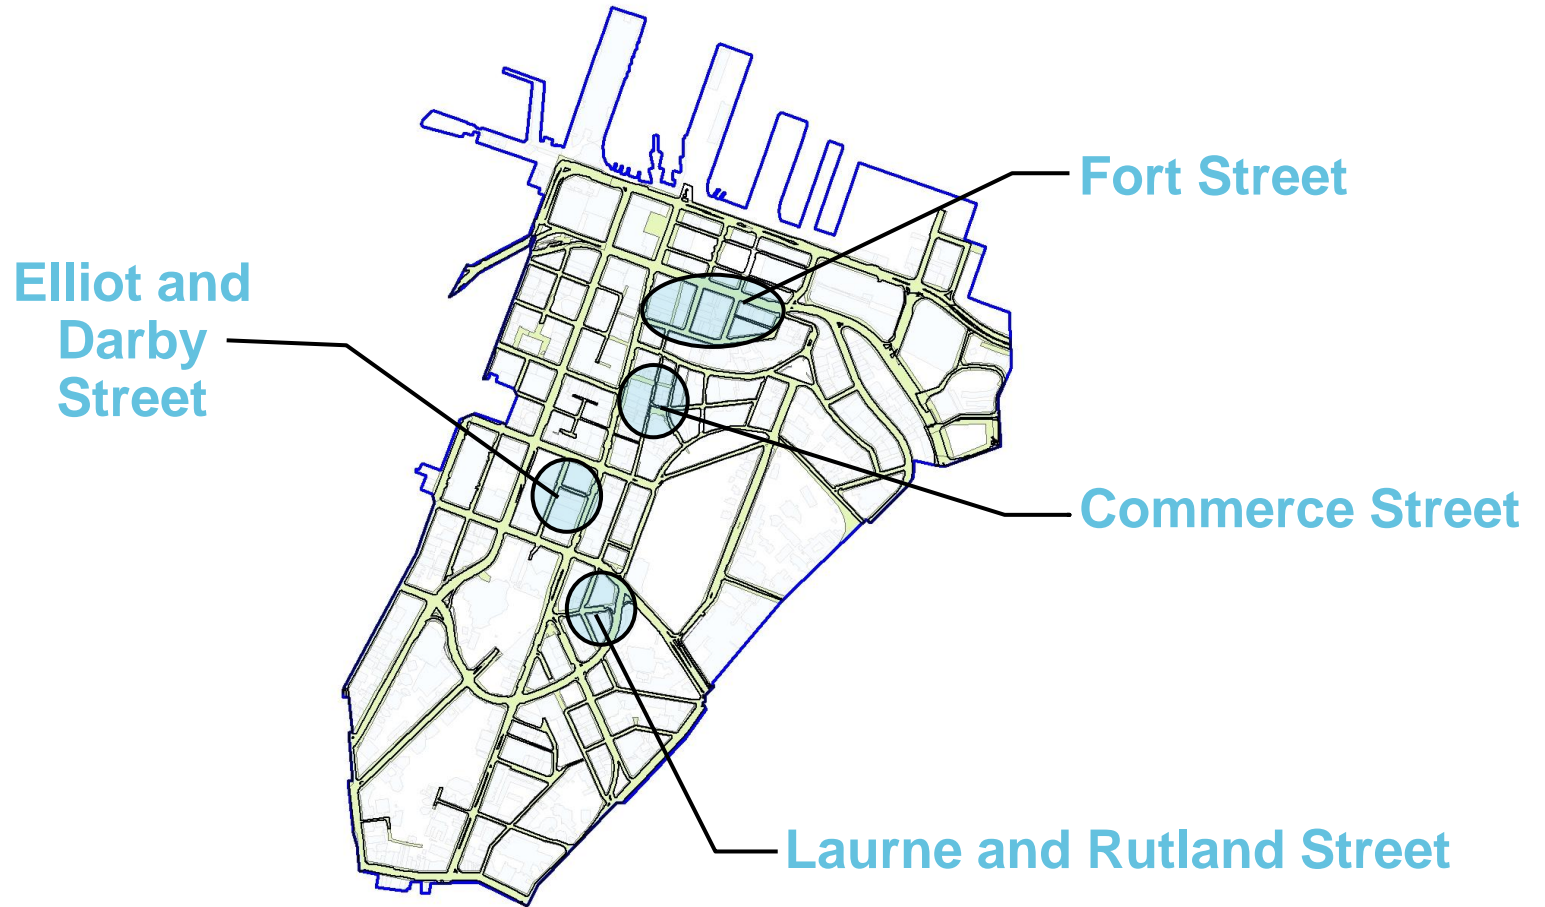 Fort Street
Elliot and
Darby
Street
Commerce Street
Laurne and Rutland Street